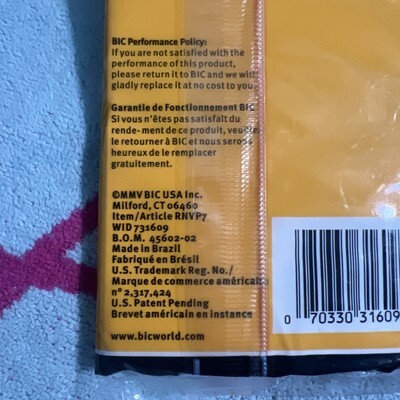 BIC Performance Policy:
If you are not satisfied with the
performance of this product,
please return it to BIC and we will
gladly replace it at no cost to you.
Garantie de Fonctionnement BIC
Si vous n'êtes pas satisfait du
rende- ment de ce produit, veuillez
le retourner à BIC et nous serons
heureux de le remplacer
gratuitement.
©MMV BIC USA Inc.
Milford, CT 06460
Item/Article RNVP7
WID 731609
B.O.M. 45602-02
Made in Brazil
Fabriqué en Brésil
U.S. Trademark Reg. No./
Marque de commerce américaine
n° 2,317,424
U.S. Patent Pending
Brevet américain en instance
www.bicworld.com
0 70330 31609